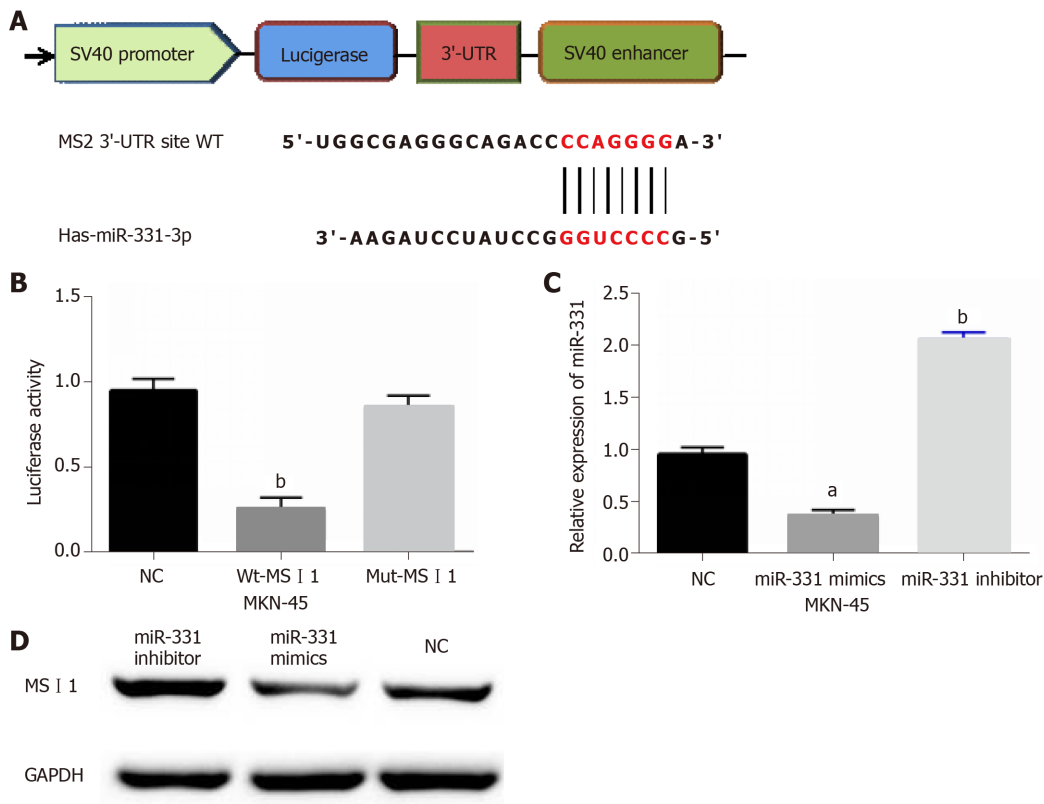 A
SV40 promoter
Lucigerase
3'-UTR
SV40 enhancer
MS2 3'-UTR site WT
5'-UGGCGAGGGCAGACCCCAGGGGA-3'
Has-miR-331-3p
3'-AAGAUCCUAUCCGGGUCCCCG-5'
B
Luciferase activity
1.5
1.0
0.5
0.0
b
NC
Wt-MS I 1
Mut-MS I 1
MKN-45
C
Relative expression of miR-331
2.5
2.0
1.0
0.5
0.0
a
b
NC
miR-331 mimics
miR-331 inhibitor
MKN-45
D
miR-331
inhibitor
miR-331
mimics
NC
MS I 1
GAPDH